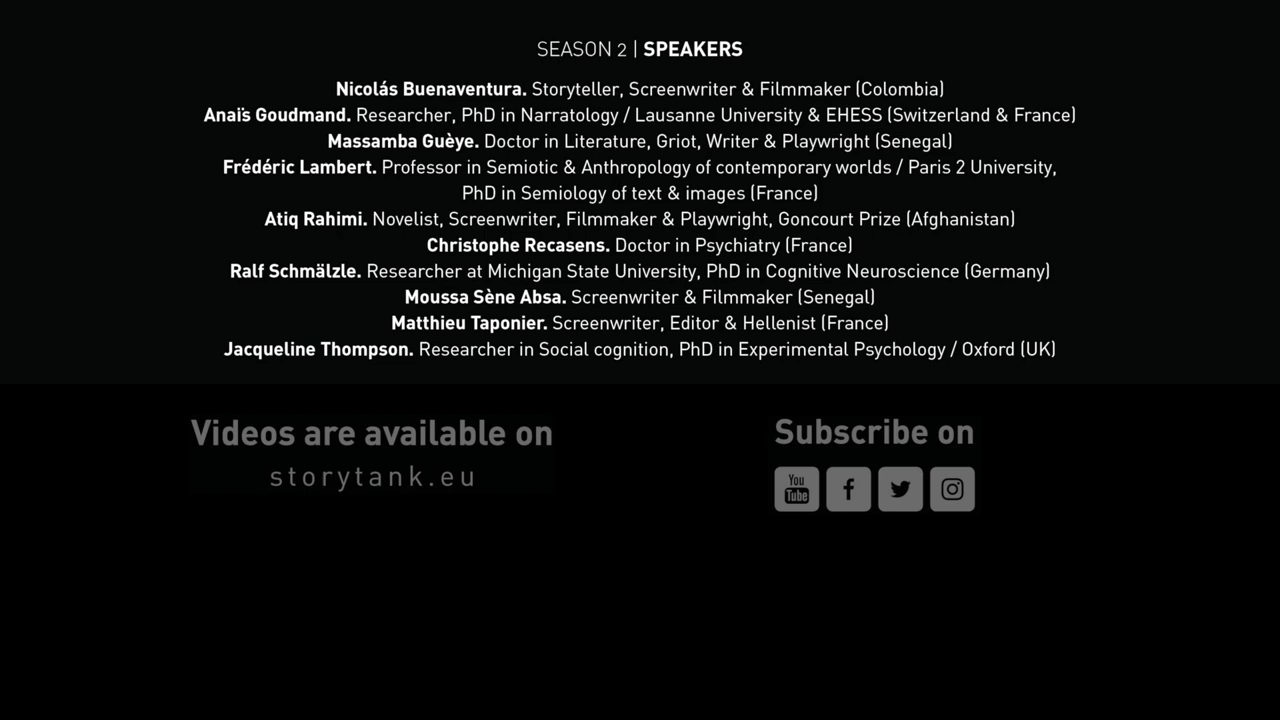 SEASON 2 | SPEAKERS
Nicolás Buenaventura. Storyteller, Screenwriter & Filmmaker (Colombia)
Anaïs Goudmand. Researcher, PhD in Narratology / Lausanne University & EHESS (Switzerland & France)
Massamba Guèye. Doctor in Literature, Griot, Writer & Playwright (Senegal)
Frédéric Lambert. Professor in Semiotic & Anthropology of contemporary worlds / Paris 2 University,
PhD in Semiology of text & images (France)
Atiq Rahimi. Novelist, Screenwriter, Filmmaker & Playwright, Goncourt Prize (Afghanistan)
Christophe Recasens. Doctor in Psychiatry (France)
Ralf Schmälzle. Researcher at Michigan State University, PhD in Cognitive Neuroscience (Germany)
Moussa Sène Absa. Screenwriter & Filmmaker (Senegal)
Matthieu Taponier. Screenwriter, Editor & Hellenist (France)
Jacqueline Thompson. Researcher in Social cognition, PhD in Experimental Psychology / Oxford (UK)
Videos are available on
storytank.eu
Subscribe on
You
Tube